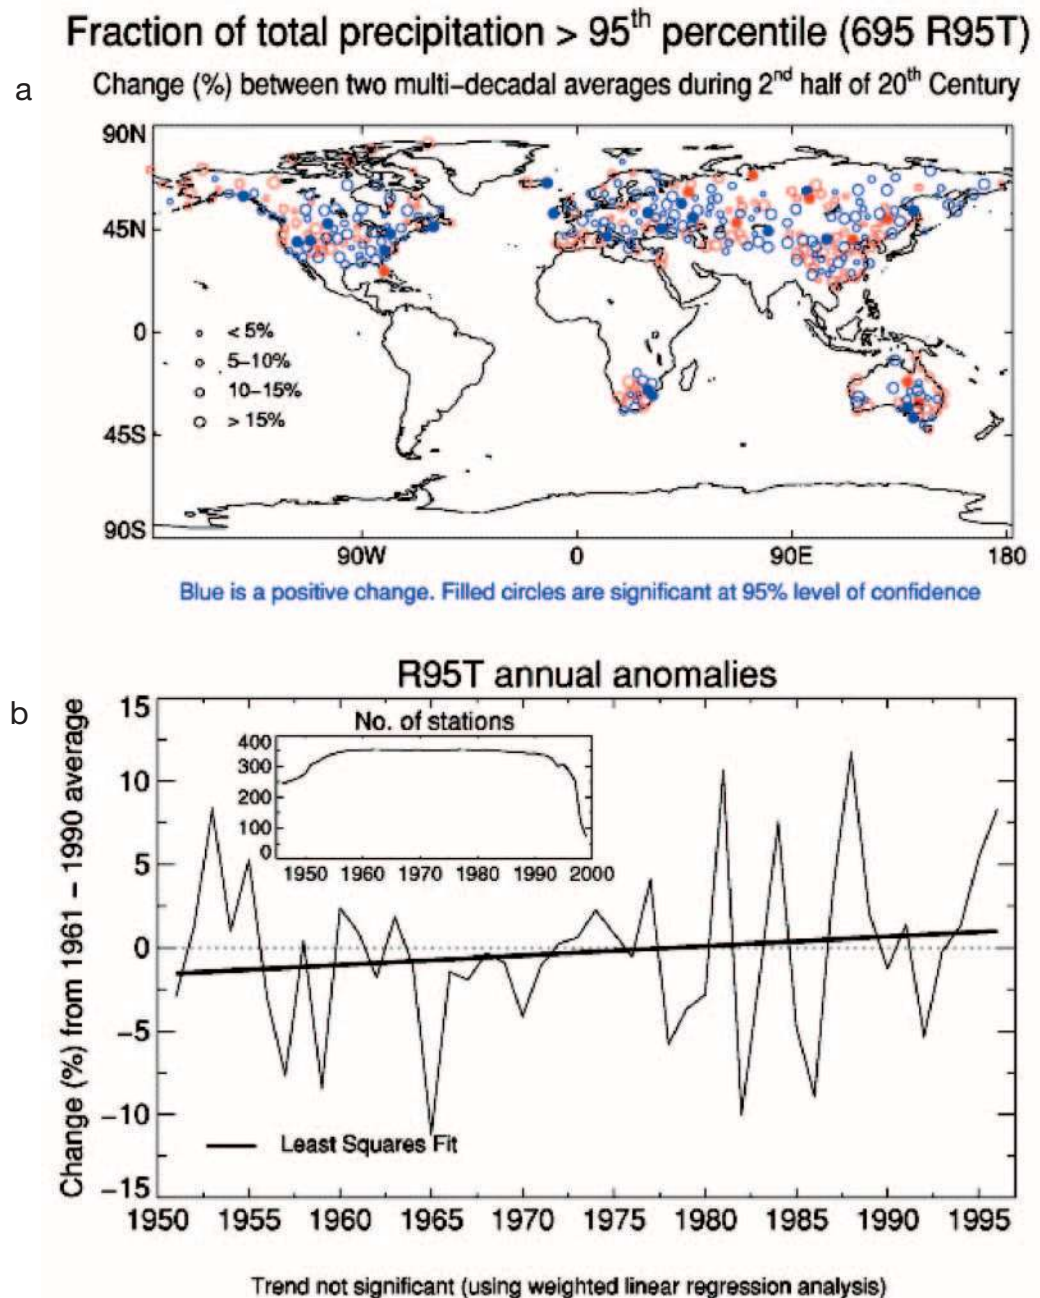 Fraction of total precipitation > 95th percentile (695 R95T)
a
Change (%) between two multi–decadal averages during 2nd half of 20th Century
90N
45N
0
45S
90S
< 5%
5–10%
10–15%
> 15%
90W 0 90E 180
Blue is a positive change. Filled circles are significant at 95% level of confidence
b
R95T annual anomalies
Change (%) from 1961 – 1990 average
15
10
5
0
−5
−10
−15
No. of stations
400
300
200
100
0
1950 1960 1970 1980 1990 2000
Least Squares Fit
1950 1955 1960 1965 1970 1975 1980 1985 1990 1995
Trend not significant (using weighted linear regression analysis)